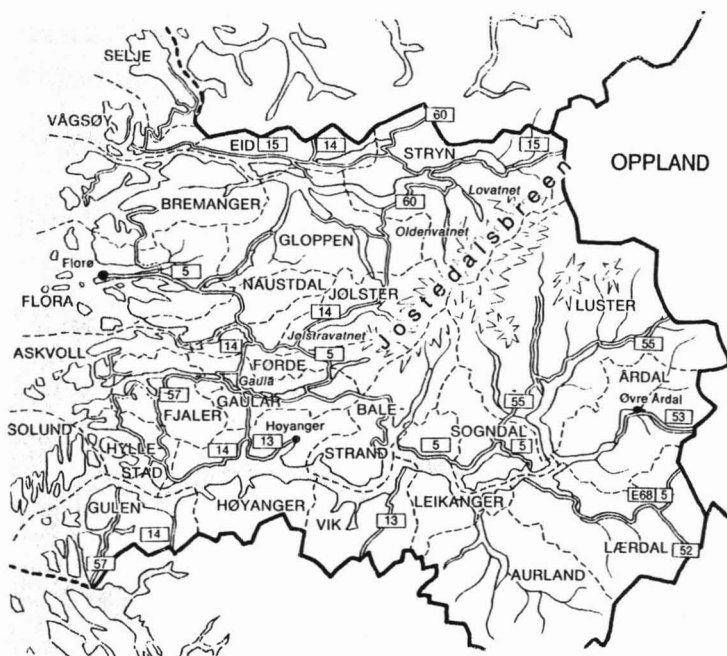 SELJE
VÅGSØY
60
EID 15 14
STRYN
15
OPPLAND
Lovatnet
BREMANGER
60
Oldenvatnet
Jostedalsbreen
GLOPPEN
Florø
5
NAUSTDAL
JØLSTER
FLORA
LUSTER
14
Jølstravatnet
ASKVOLL
14
5
55
FØRDE
Gaula
ÅRDAL
57
55
Øvre Årdal
FJALER
GAULAR
BALE-
53
SOLUND
Høyanger
SOGNDAL
HYLLE
13
5
5
STAD
14
STRAND
E68 5
GULEN
HØYANGER
LEIKANGER
VIK
13
14
LÆRDAL
52
57
AURLAND